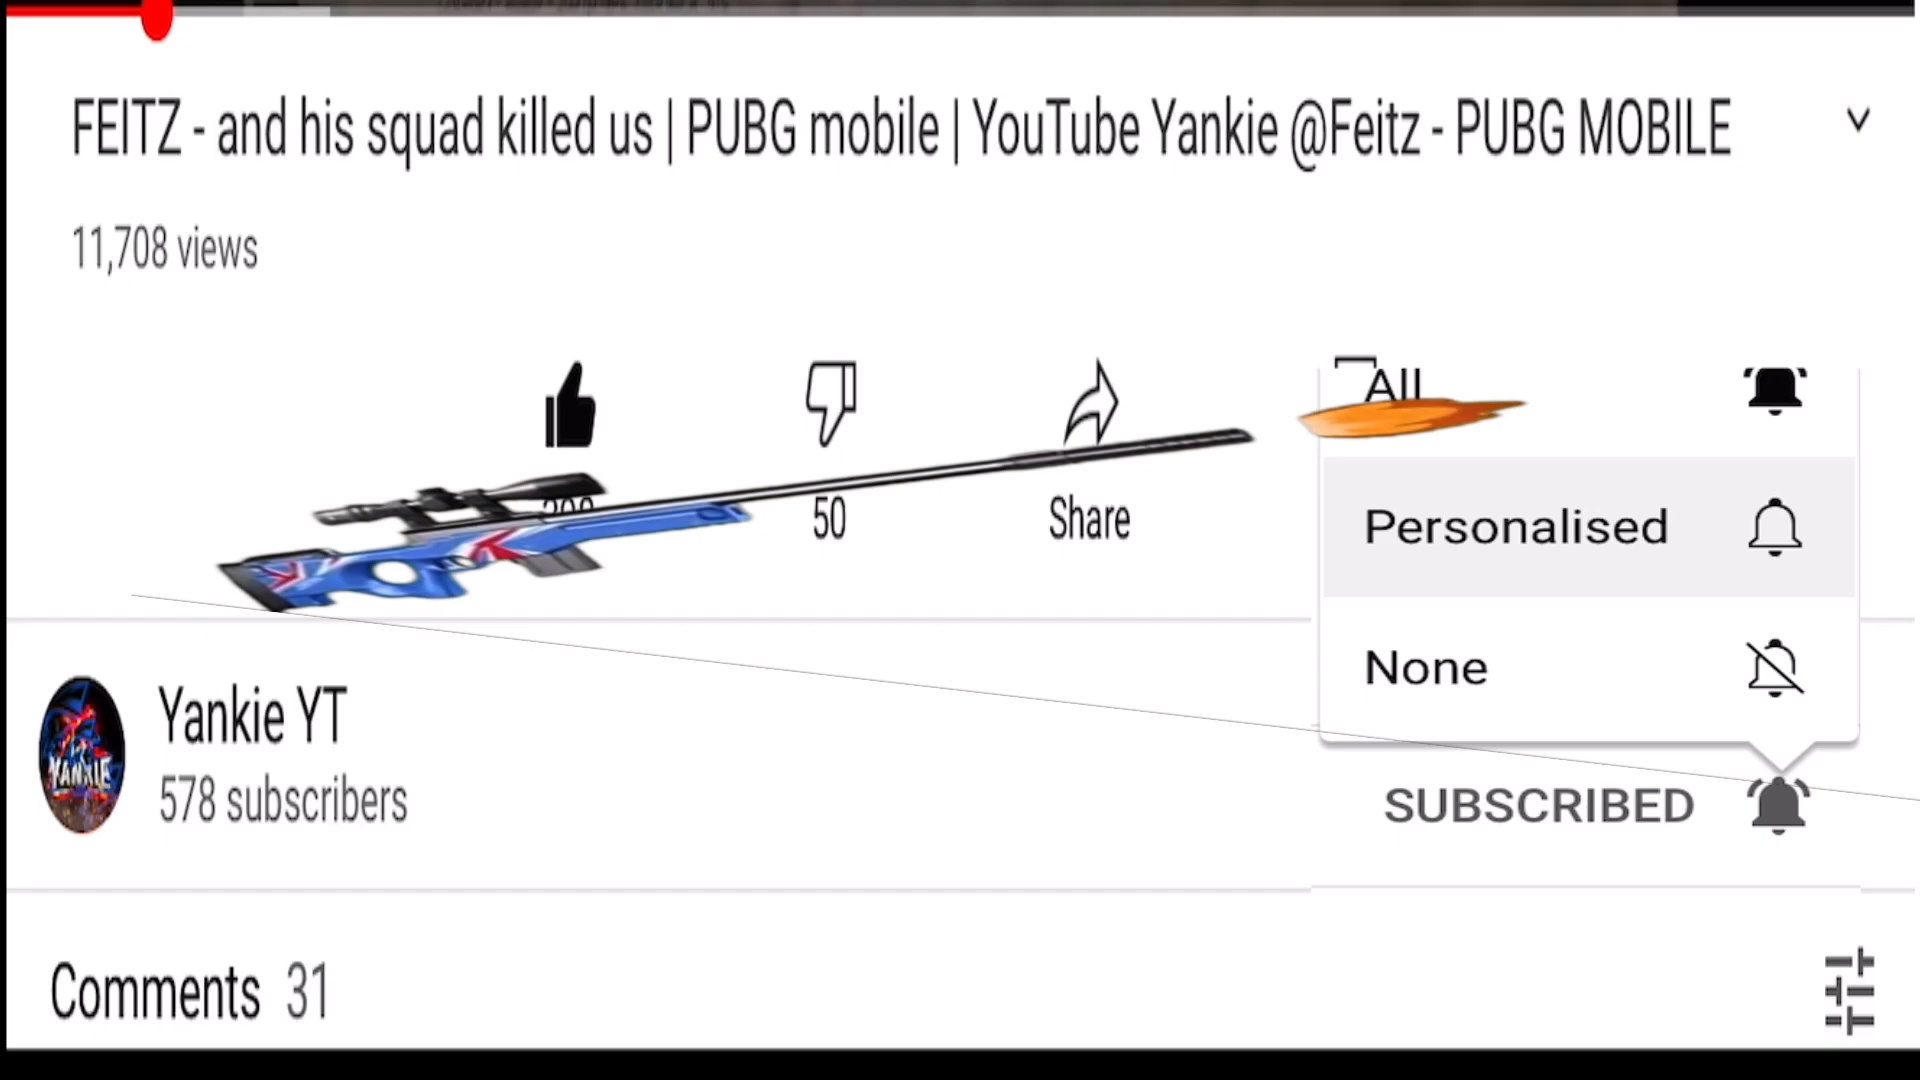 FEITZ - and his squad killed us | PUBG mobile | YouTube Yankie @Feitz - PUBG MOBILE
11,708 views
All
50
Share
Personalised
None
Yankie YT
578 subscribers
YANKIE
SUBSCRIBED
Comments 31